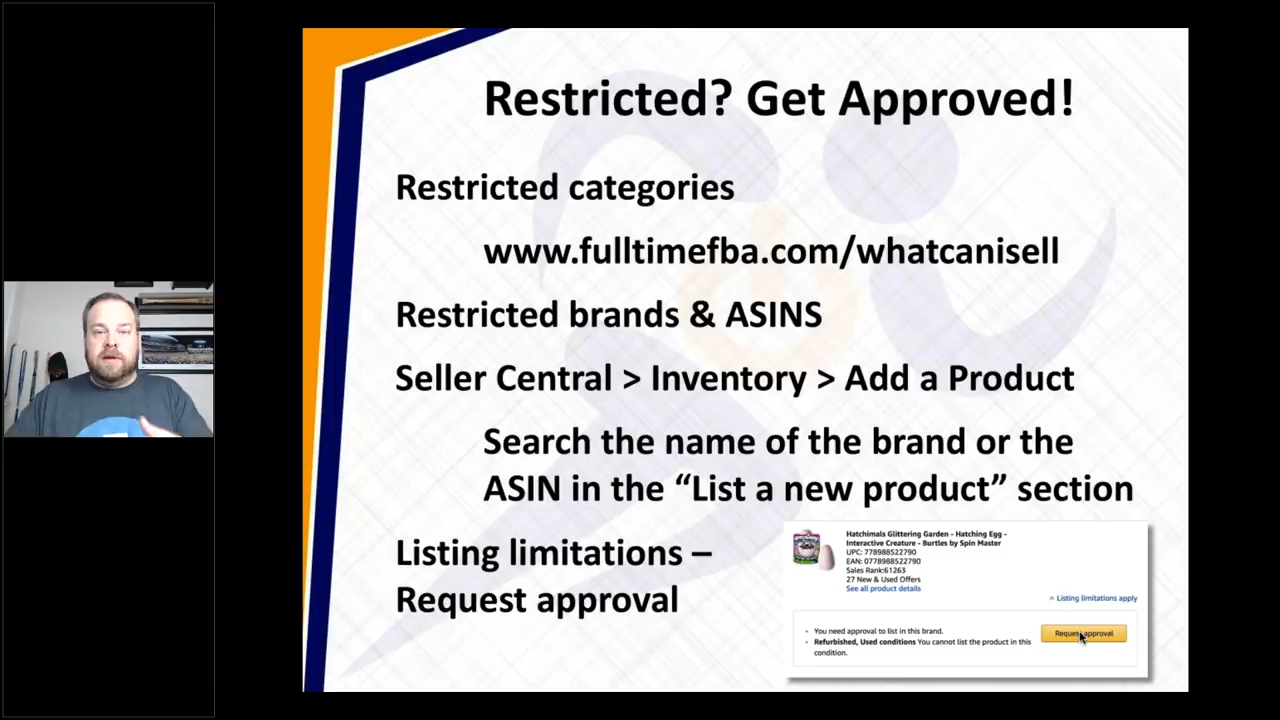 Restricted? Get Approved!
Restricted categories
www.fulltimefba.com/whatcanisell
Restricted brands & ASINS
Seller Central > Inventory > Add a Product
Search the name of the brand or the
ASIN in the “List a new product” section
Listing limitations –
Request approval
Hatchimals Glittering Garden - Hatching Egg -
Interactive Creature - Burtles by Spin Master
UPC: 778988522790
EAN: 0778988522790
Sales Rank:61263
27 New & Used Offers
See all product details
Listing limitations apply
You need approval to list in this brand.
Refurbished, Used conditions You cannot list the product in this
condition.
Request approval